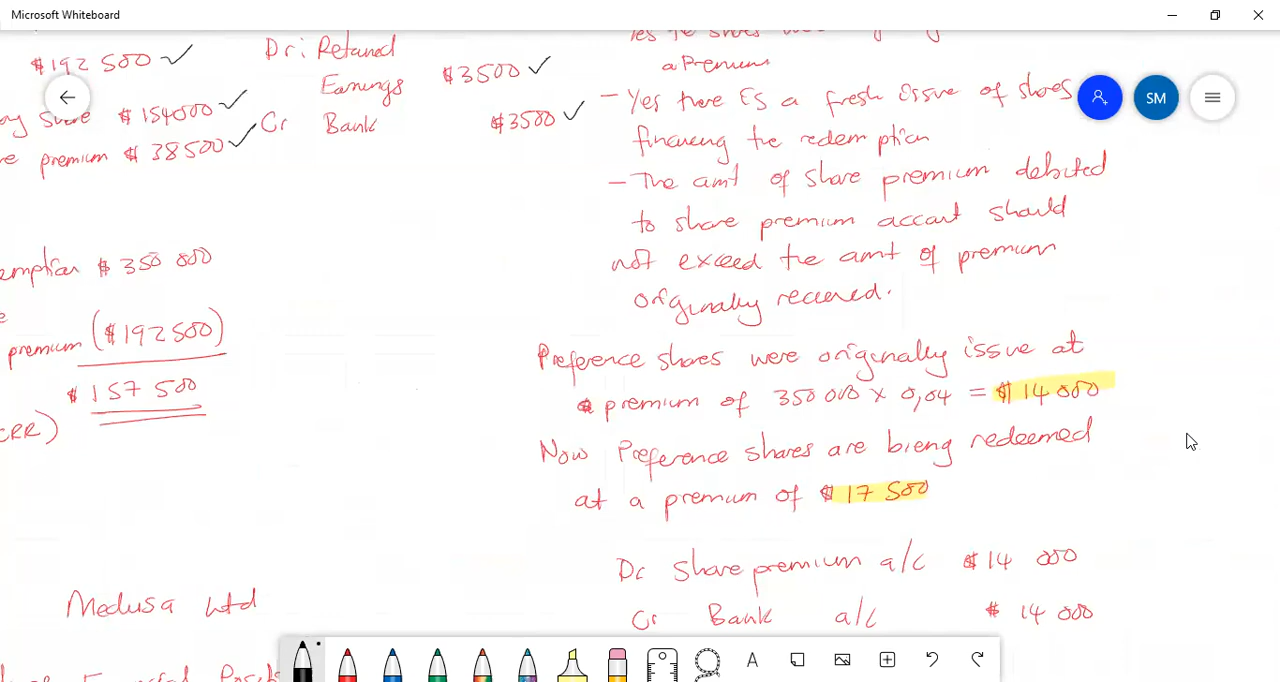 Microsoft Whiteboard
$192 500
share $154000
premium $38500
emption $350 000
premium ($192500)
$157 500
CRR)
Medusa Ltd
Dr: Retained
Earnings $3500
Cr Bank $3500
a Premium
- Yes there is a fresh issue of shares
financing the redemption
- The amt of share premium debited
to share premium account should
not exceed the amt of premium
originally received.
Preference shares were originally issue at
a premium of 350 000 x 0,04 = $14 000
Now Preference shares are bieng redeemed
at a premium of $17 500
Dr Share premium a/c $14 000
Cr Bank a/c $14 000
SM
A